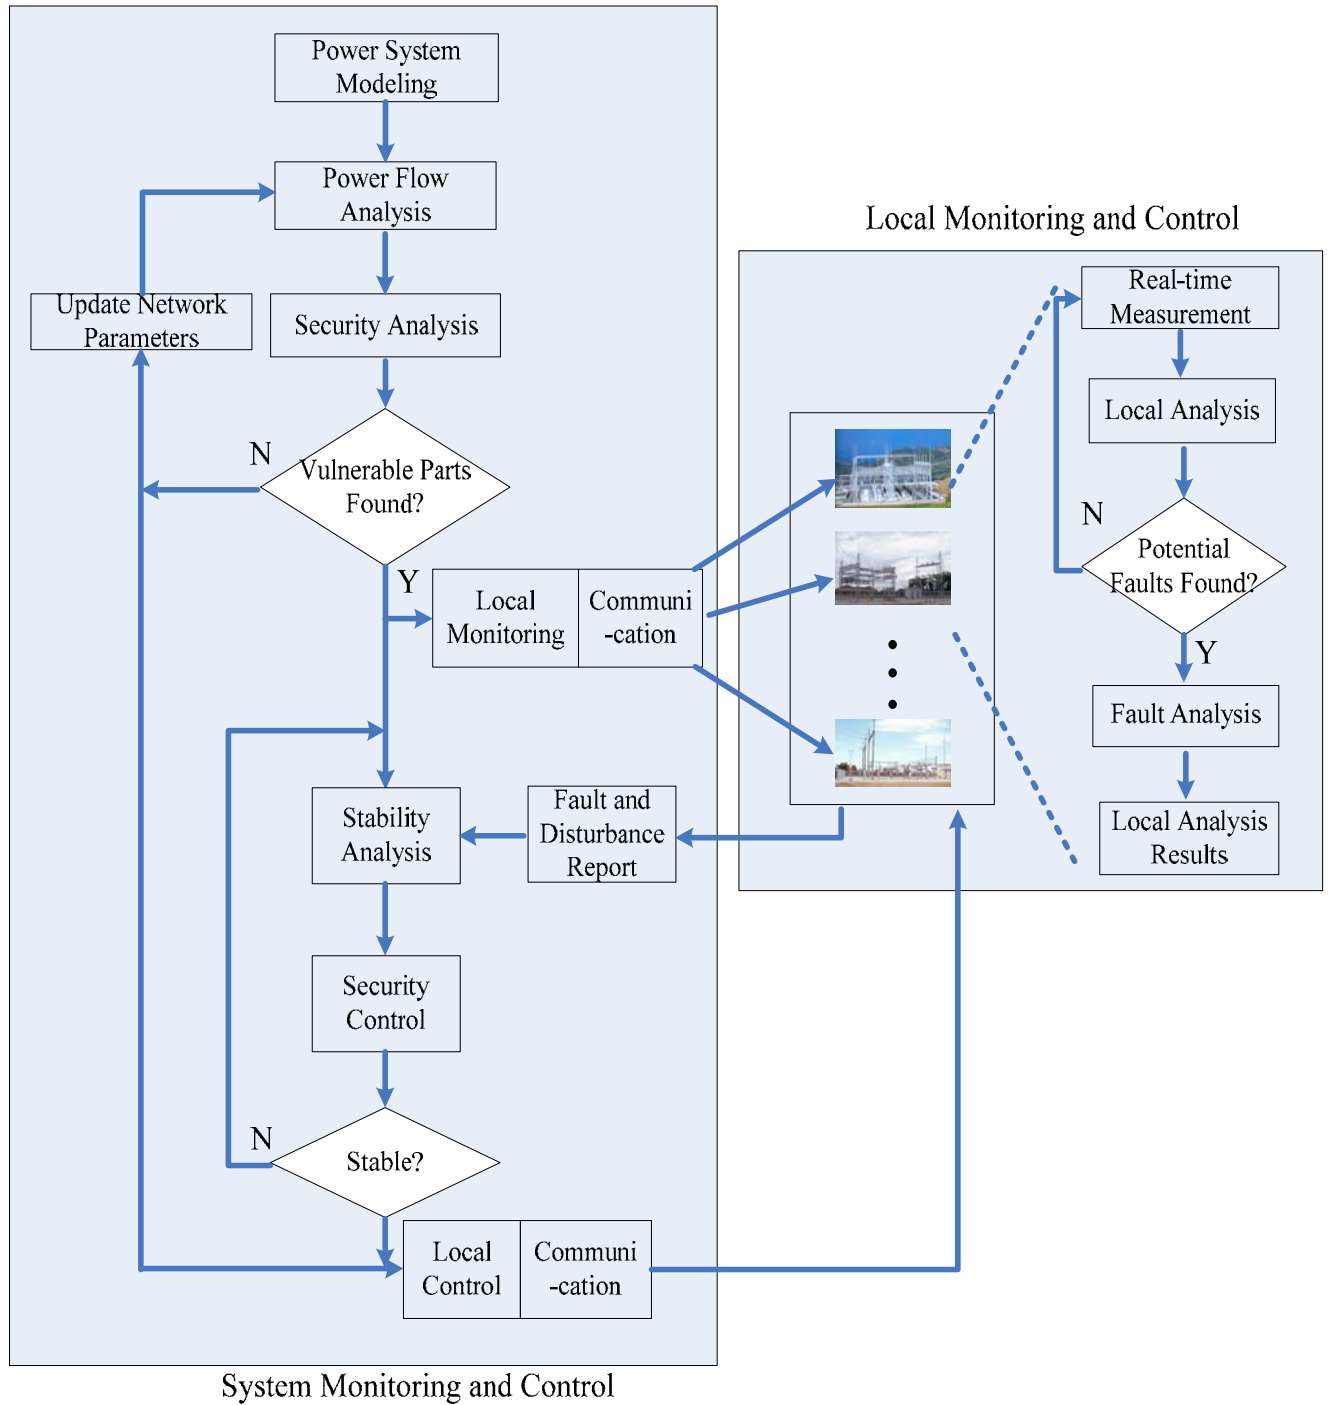 Power System
Modeling
Power Flow
Analysis
Update Network
Parameters
Security Analysis
N
Vulnerable Parts
Found?
Y
Local
Monitoring
Communi
-cation
Stability
Analysis
Fault and
Disturbance
Report
Security
Control
N
Stable?
Local
Control
Communi
-cation
System Monitoring and Control
Local Monitoring and Control
Real-time
Measurement
Local Analysis
N
Potential
Faults Found?
Y
Fault Analysis
Local Analysis
Results